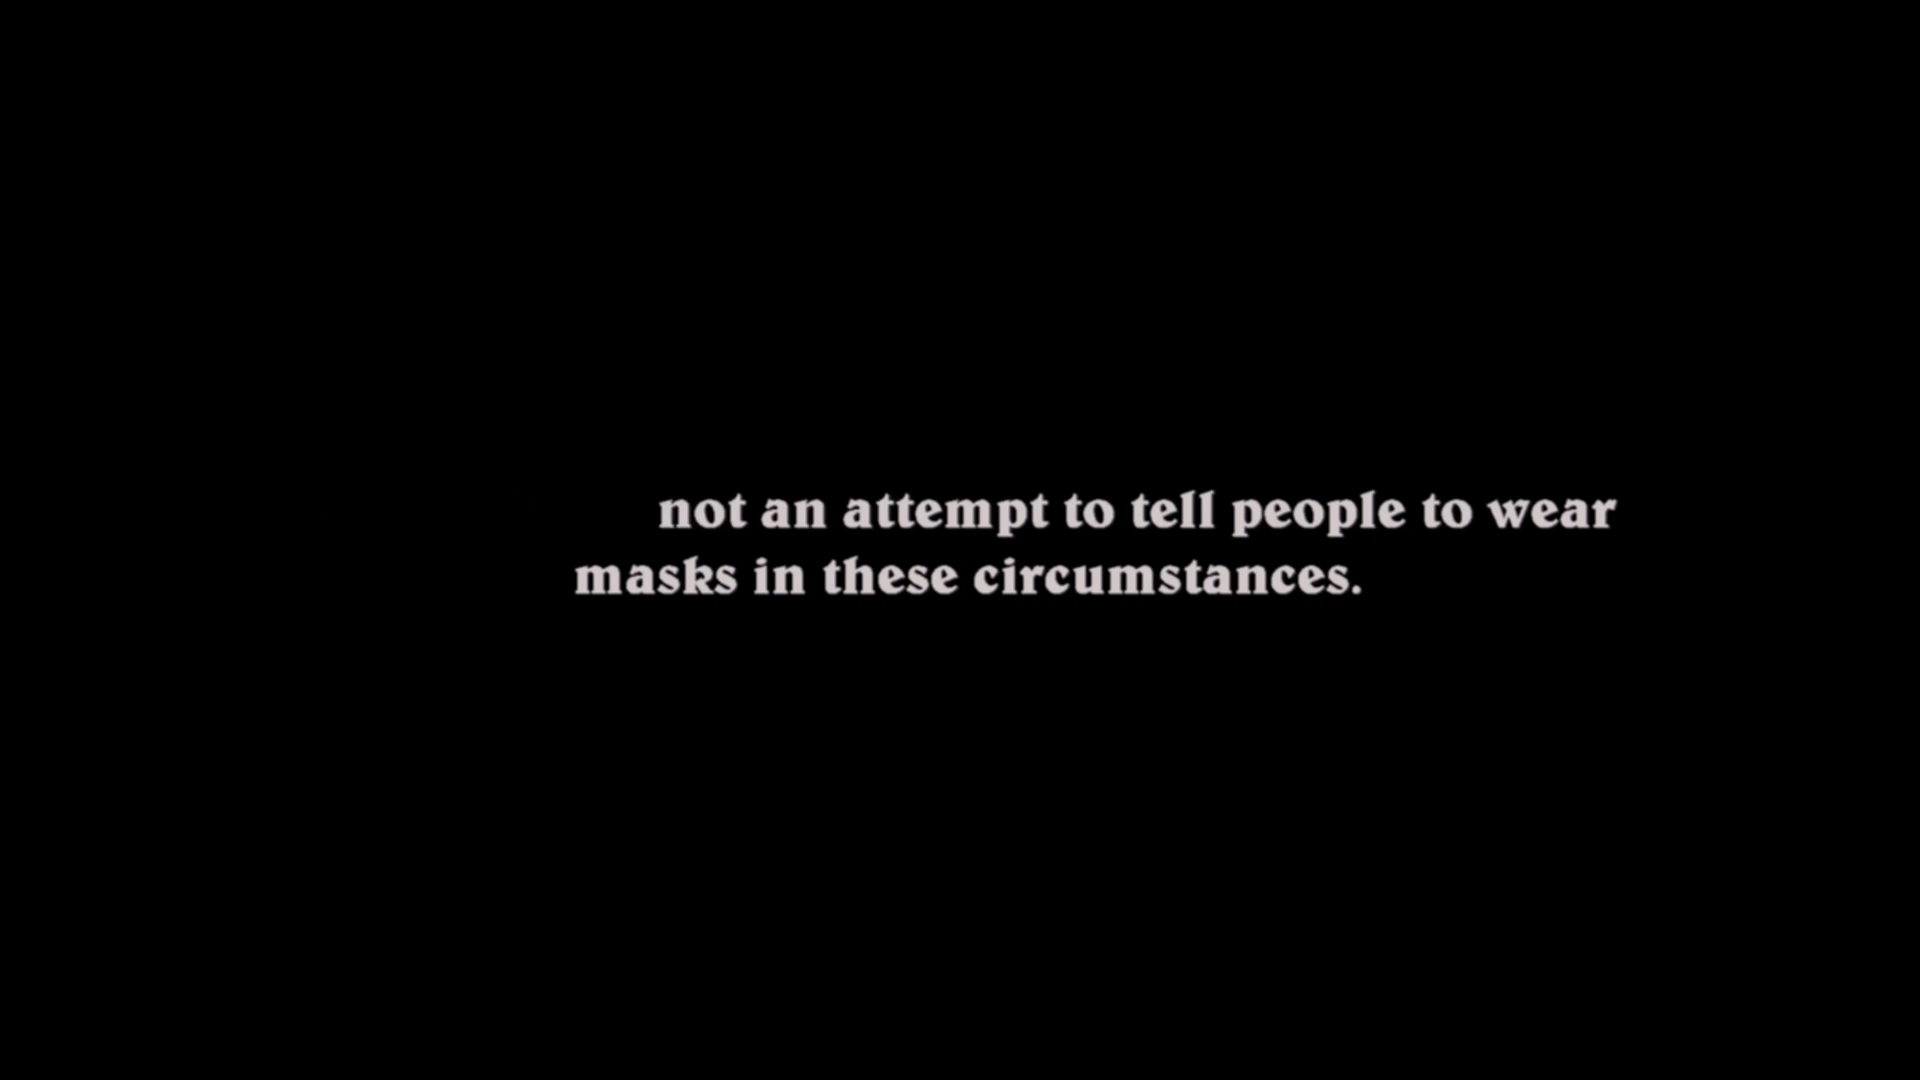 not an attempt to tell people to wear
masks in these circumstances.